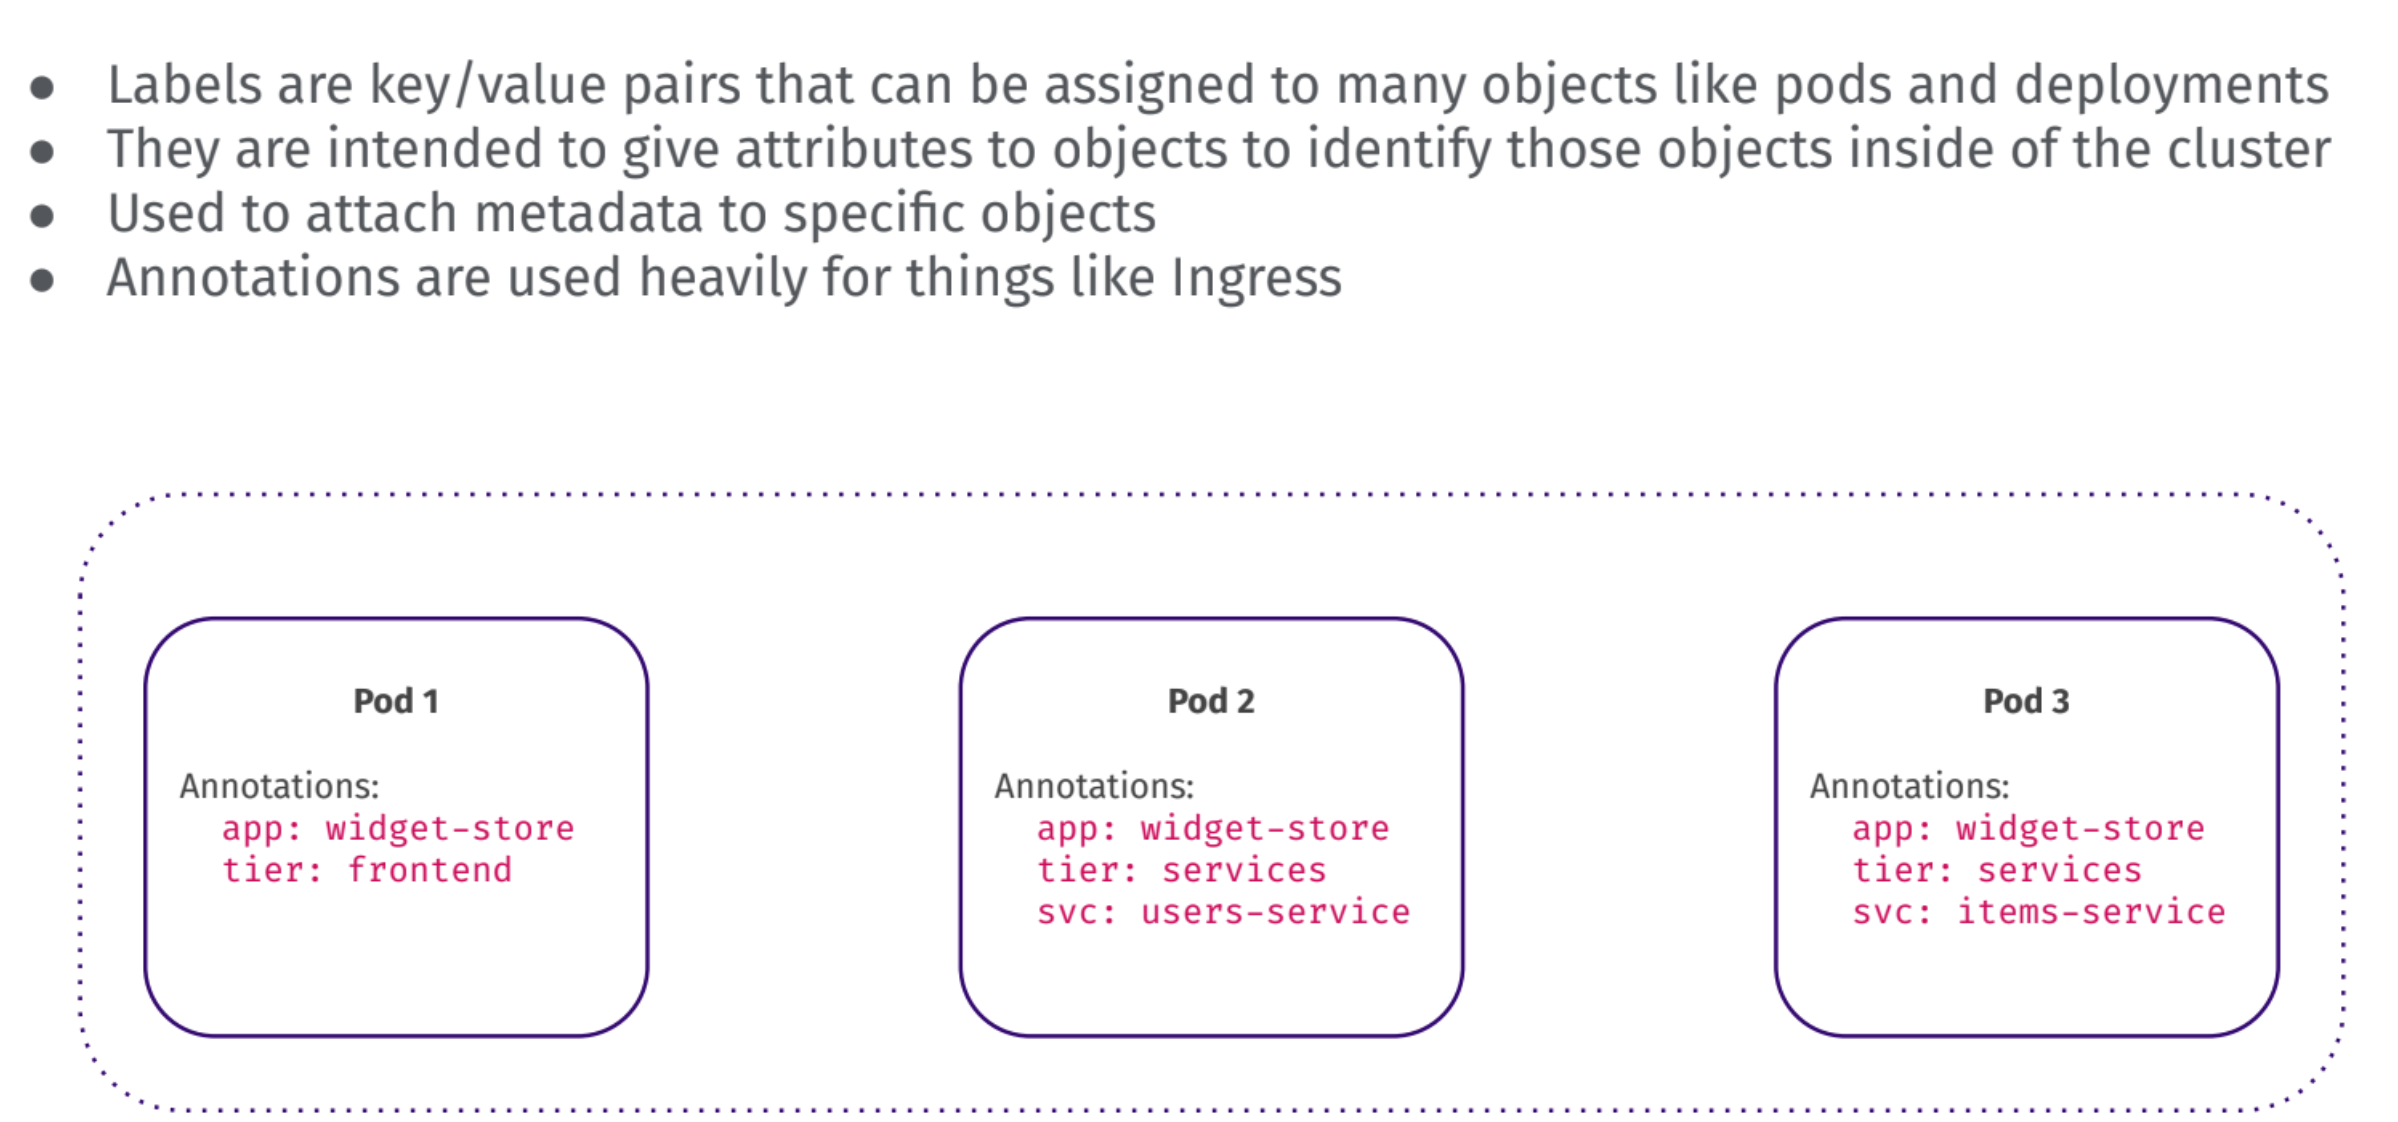 ● Labels are key/value pairs that can be assigned to many objects like pods and deployments
● They are intended to give attributes to objects to identify those objects inside of the cluster
● Used to attach metadata to specific objects
● Annotations are used heavily for things like Ingress
Pod 1
Annotations:
app: widget-store
tier: frontend
Pod 2
Annotations:
app: widget-store
tier: services
svc: users-service
Pod 3
Annotations:
app: widget-store
tier: services
svc: items-service